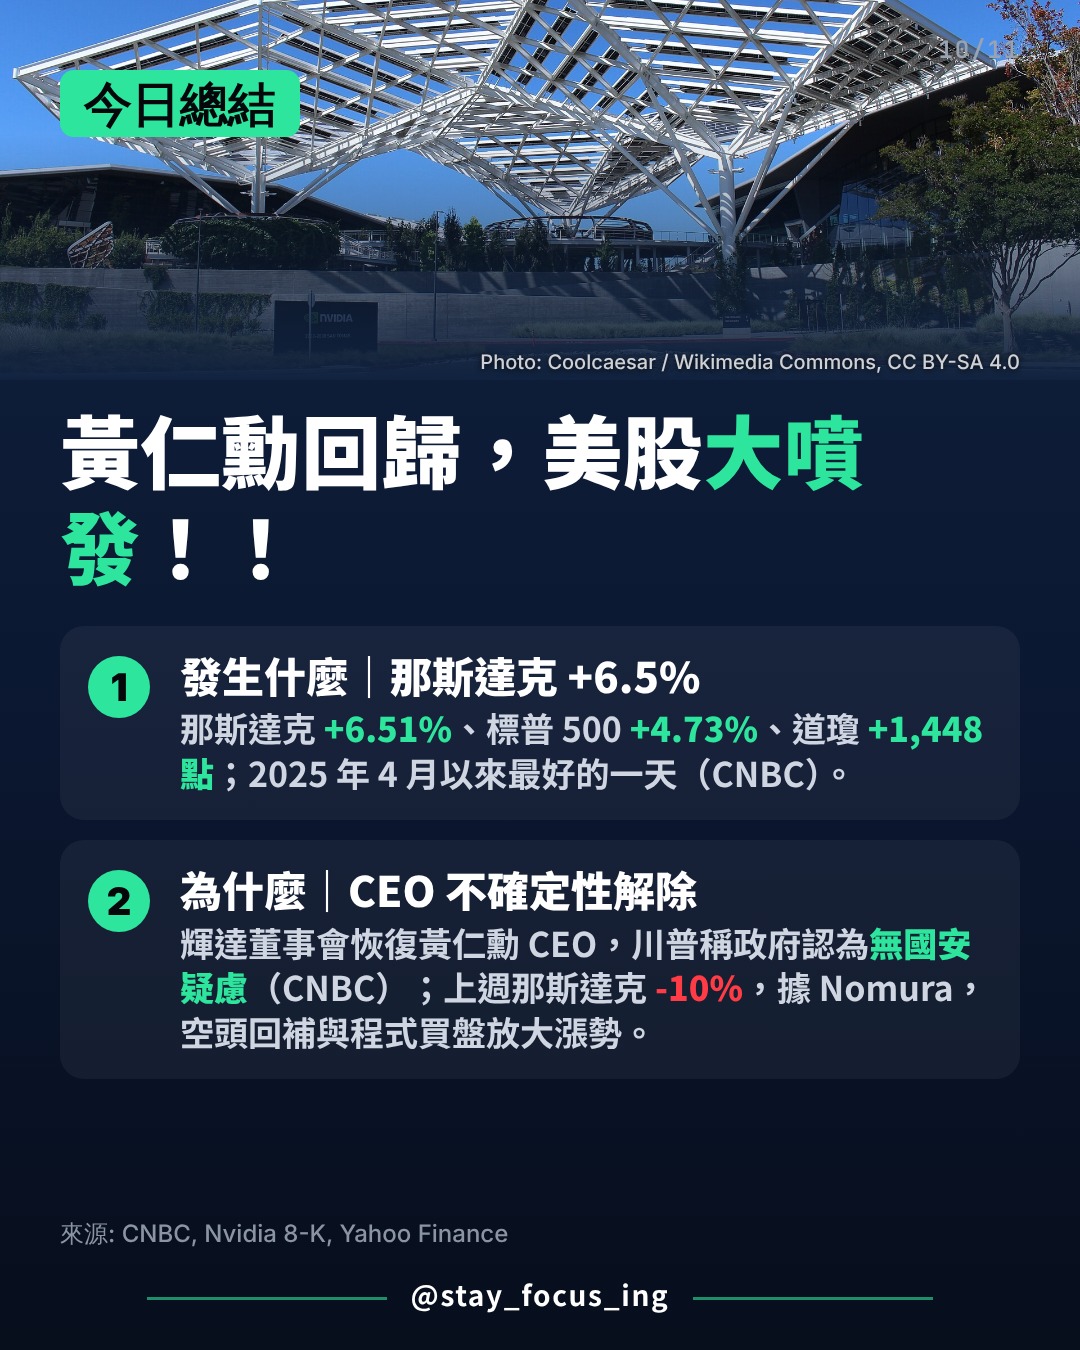 10/11
今日總結
NVIDIA
Photo: Coolcaesar / Wikimedia Commons, CC BY-SA 4.0
黃仁勳回歸，美股大噴
發！！
1
發生什麼｜那斯達克 +6.5%
那斯達克 +6.51%、標普 500 +4.73%、道瓊 +1,448
點；2025 年 4 月以來最好的一天（CNBC）。
2
為什麼｜CEO 不確定性解除
輝達董事會恢復黃仁勳 CEO，川普稱政府認為無國安
疑慮（CNBC）；上週那斯達克 -10%，據 Nomura，
空頭回補與程式買盤放大漲勢。
來源: CNBC, Nvidia 8-K, Yahoo Finance
@stay_focus_ing